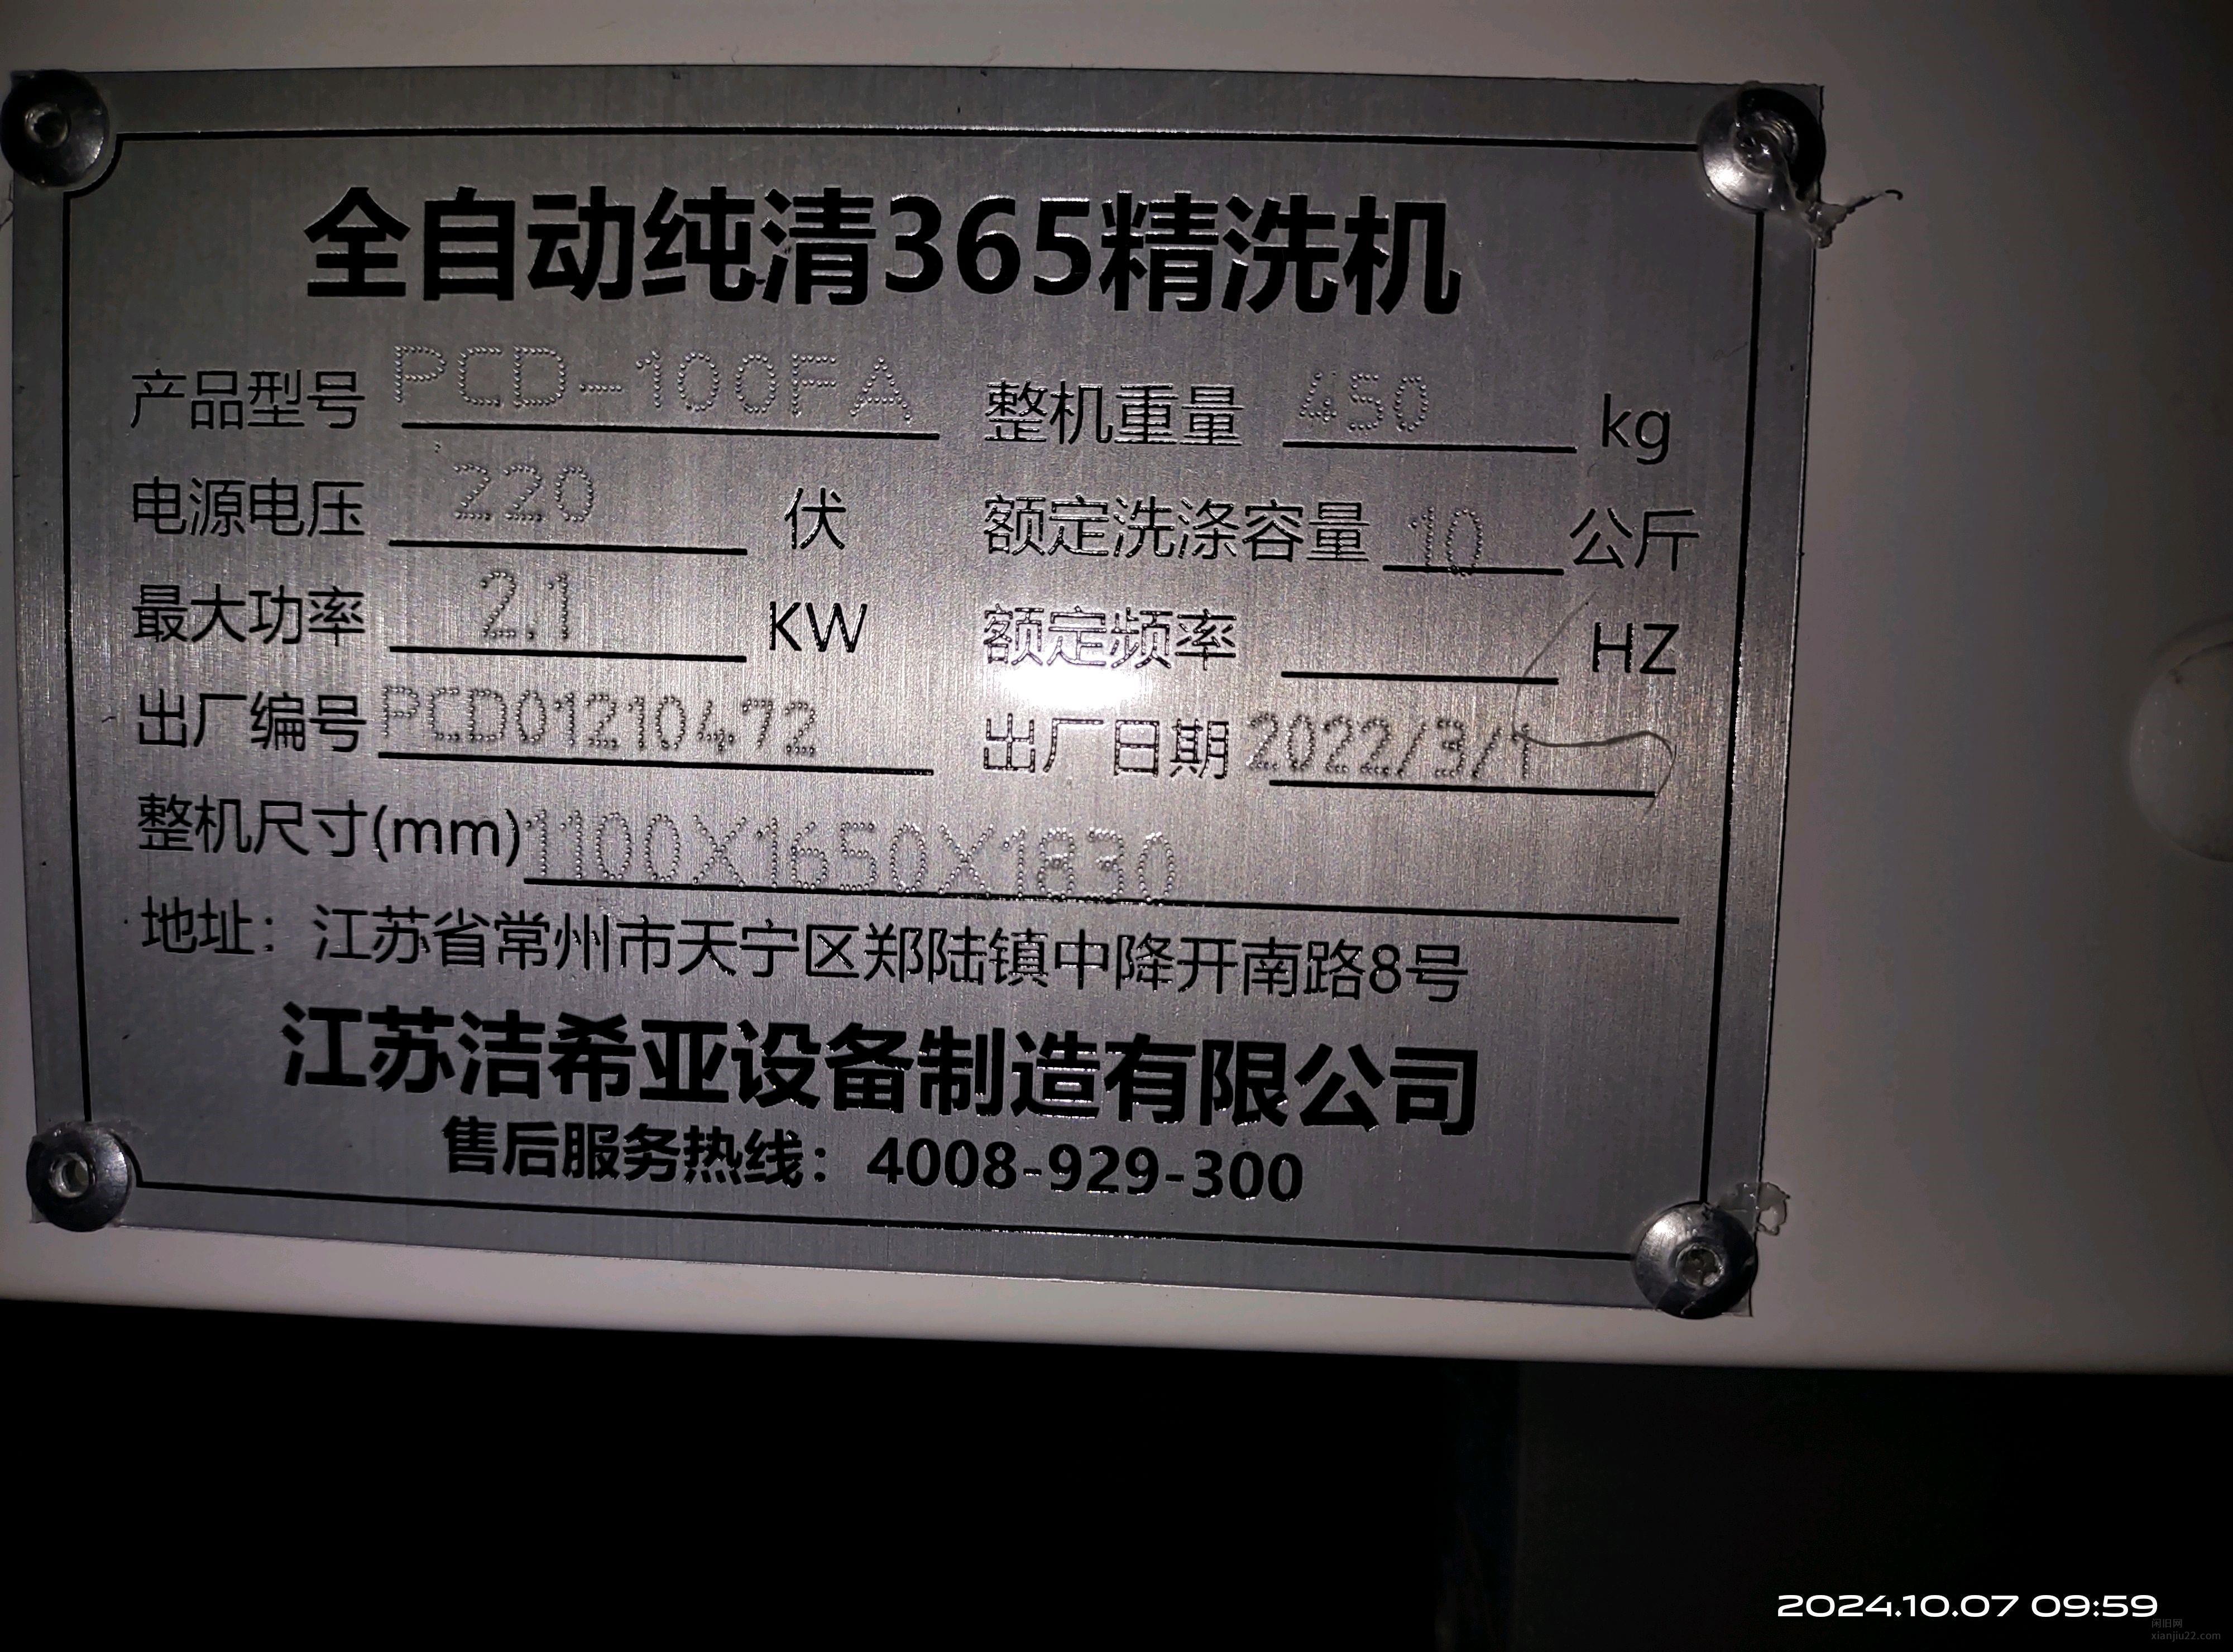 全自动纯清365精洗机
产品型号 PCD-100FA 整机重量 450 kg
电源电压 220 伏 额定洗涤容量 10 公斤
最大功率 2.1 KW 额定频率 HZ
出厂编号 PCD01210472 出厂日期 2022/3/1
整机尺寸(mm) 1100X1650X1830
地址：江苏省常州市天宁区郑陆镇中降开南路8号
江苏洁希亚设备制造有限公司
售后服务热线：4008-929-300
2024.10.07 09:59
闲旧网
xianjiu22.com